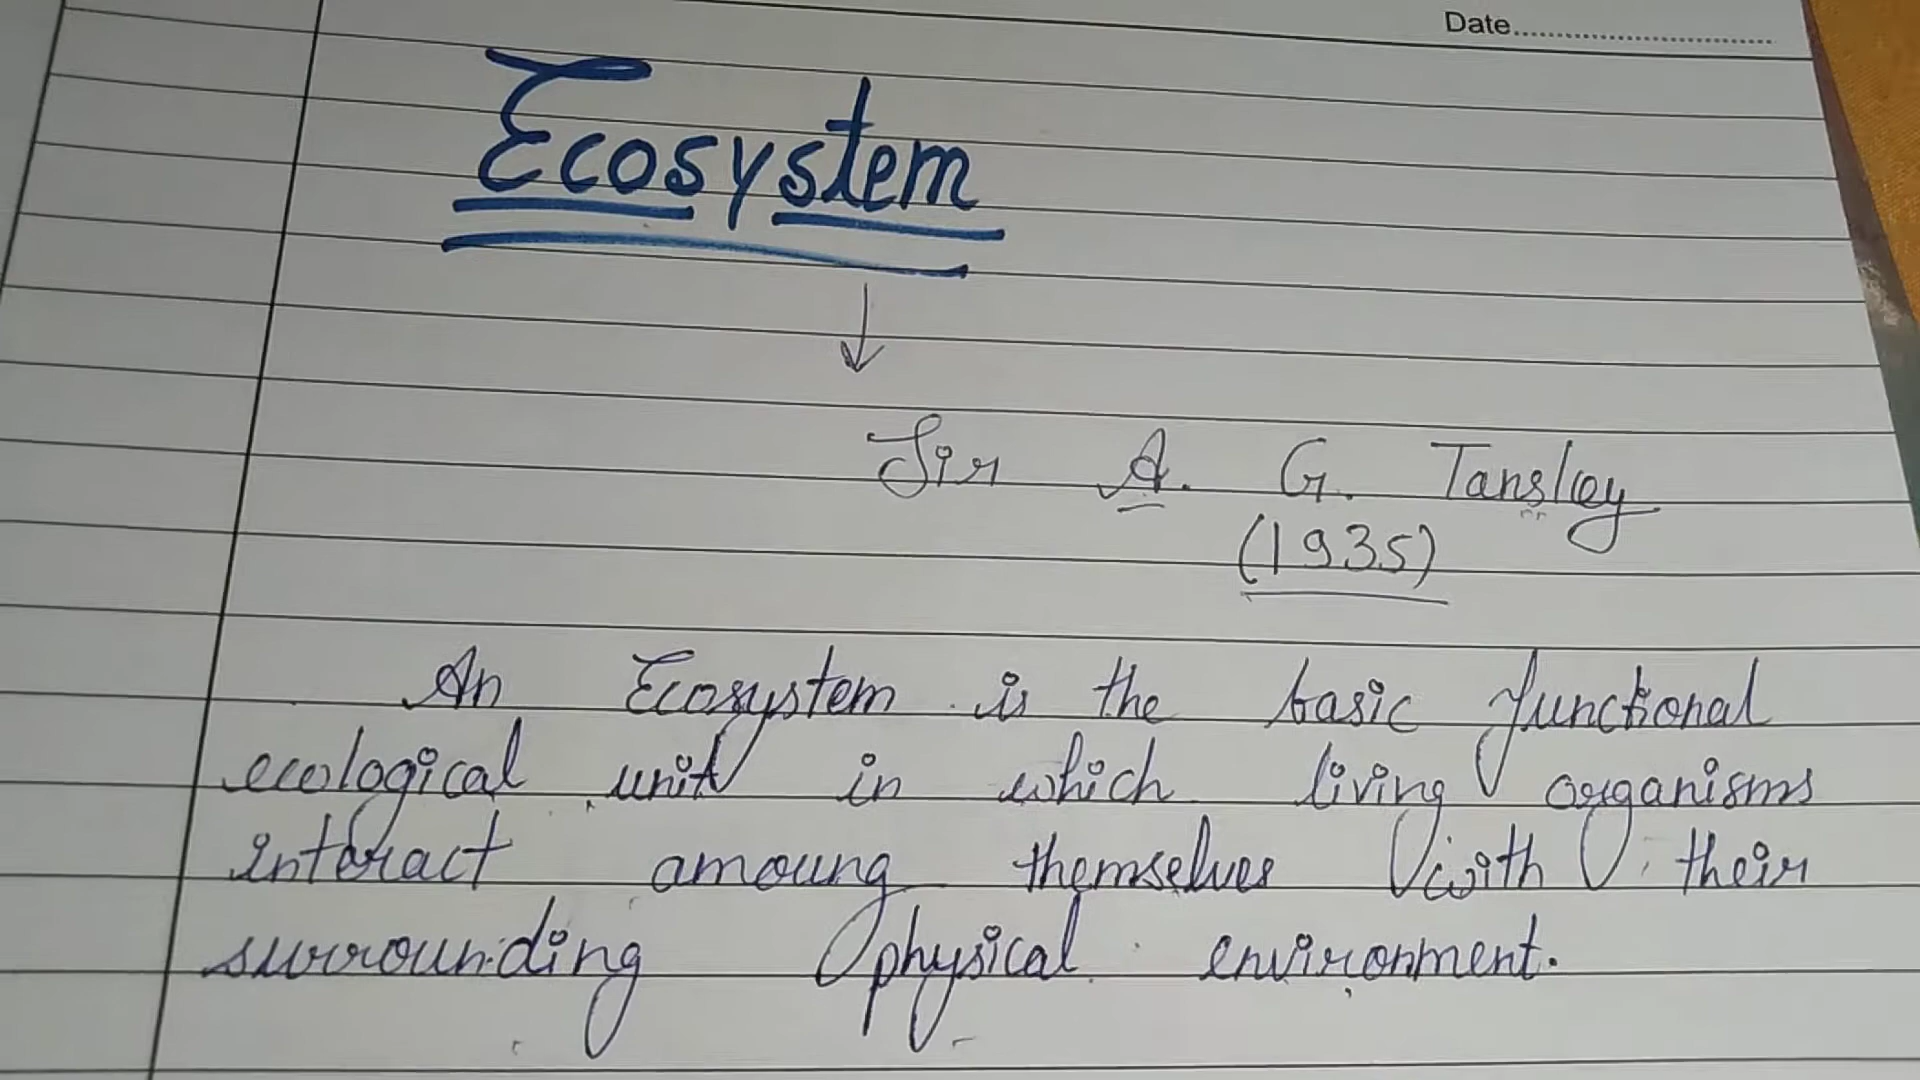 Date
Ecosystem
Sir A. G. Tansley
(1935)
An Ecosystem is the basic functional
ecological unit in which living organisms
interact amoung themselves with their
surrounding physical environment.